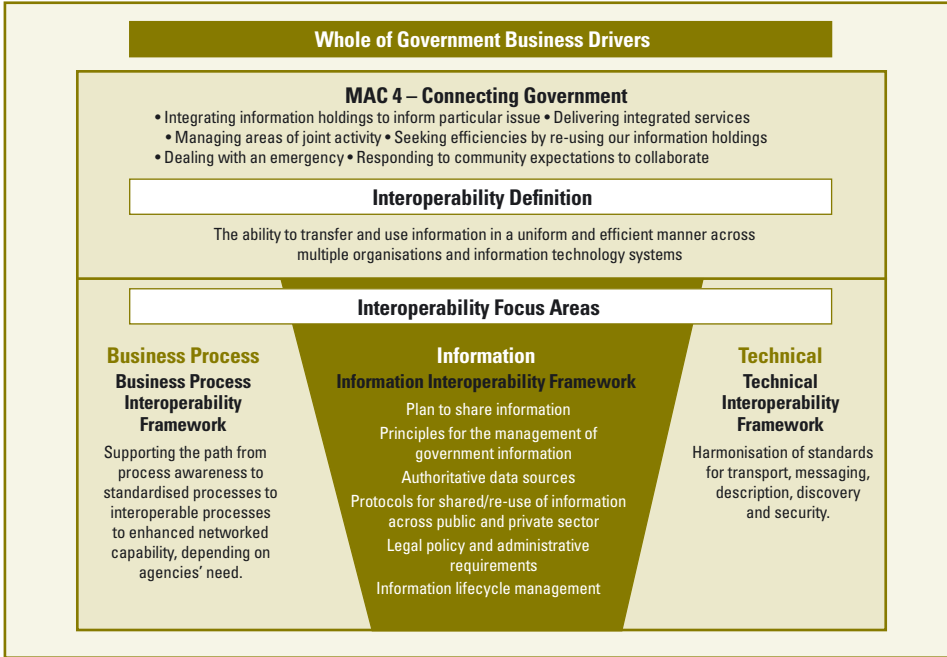 Whole of Government Business Drivers
MAC 4 – Connecting Government
• Integrating information holdings to inform particular issue • Delivering integrated services
• Managing areas of joint activity • Seeking efficiencies by re-using our information holdings
• Dealing with an emergency • Responding to community expectations to collaborate
Interoperability Definition
The ability to transfer and use information in a uniform and efficient manner across
multiple organisations and information technology systems
Interoperability Focus Areas
Business Process
Business Process
Interoperability
Framework
Supporting the path from
process awareness to
standardised processes to
interoperable processes
to enhanced networked
capability, depending on
agencies’ need.
Information
Information Interoperability Framework
Plan to share information
Principles for the management of
government information
Authoritative data sources
Protocols for shared/re-use of information
across public and private sector
Legal policy and administrative
requirements
Information lifecycle management
Technical
Technical
Interoperability
Framework
Harmonisation of standards
for transport, messaging,
description, discovery
and security.